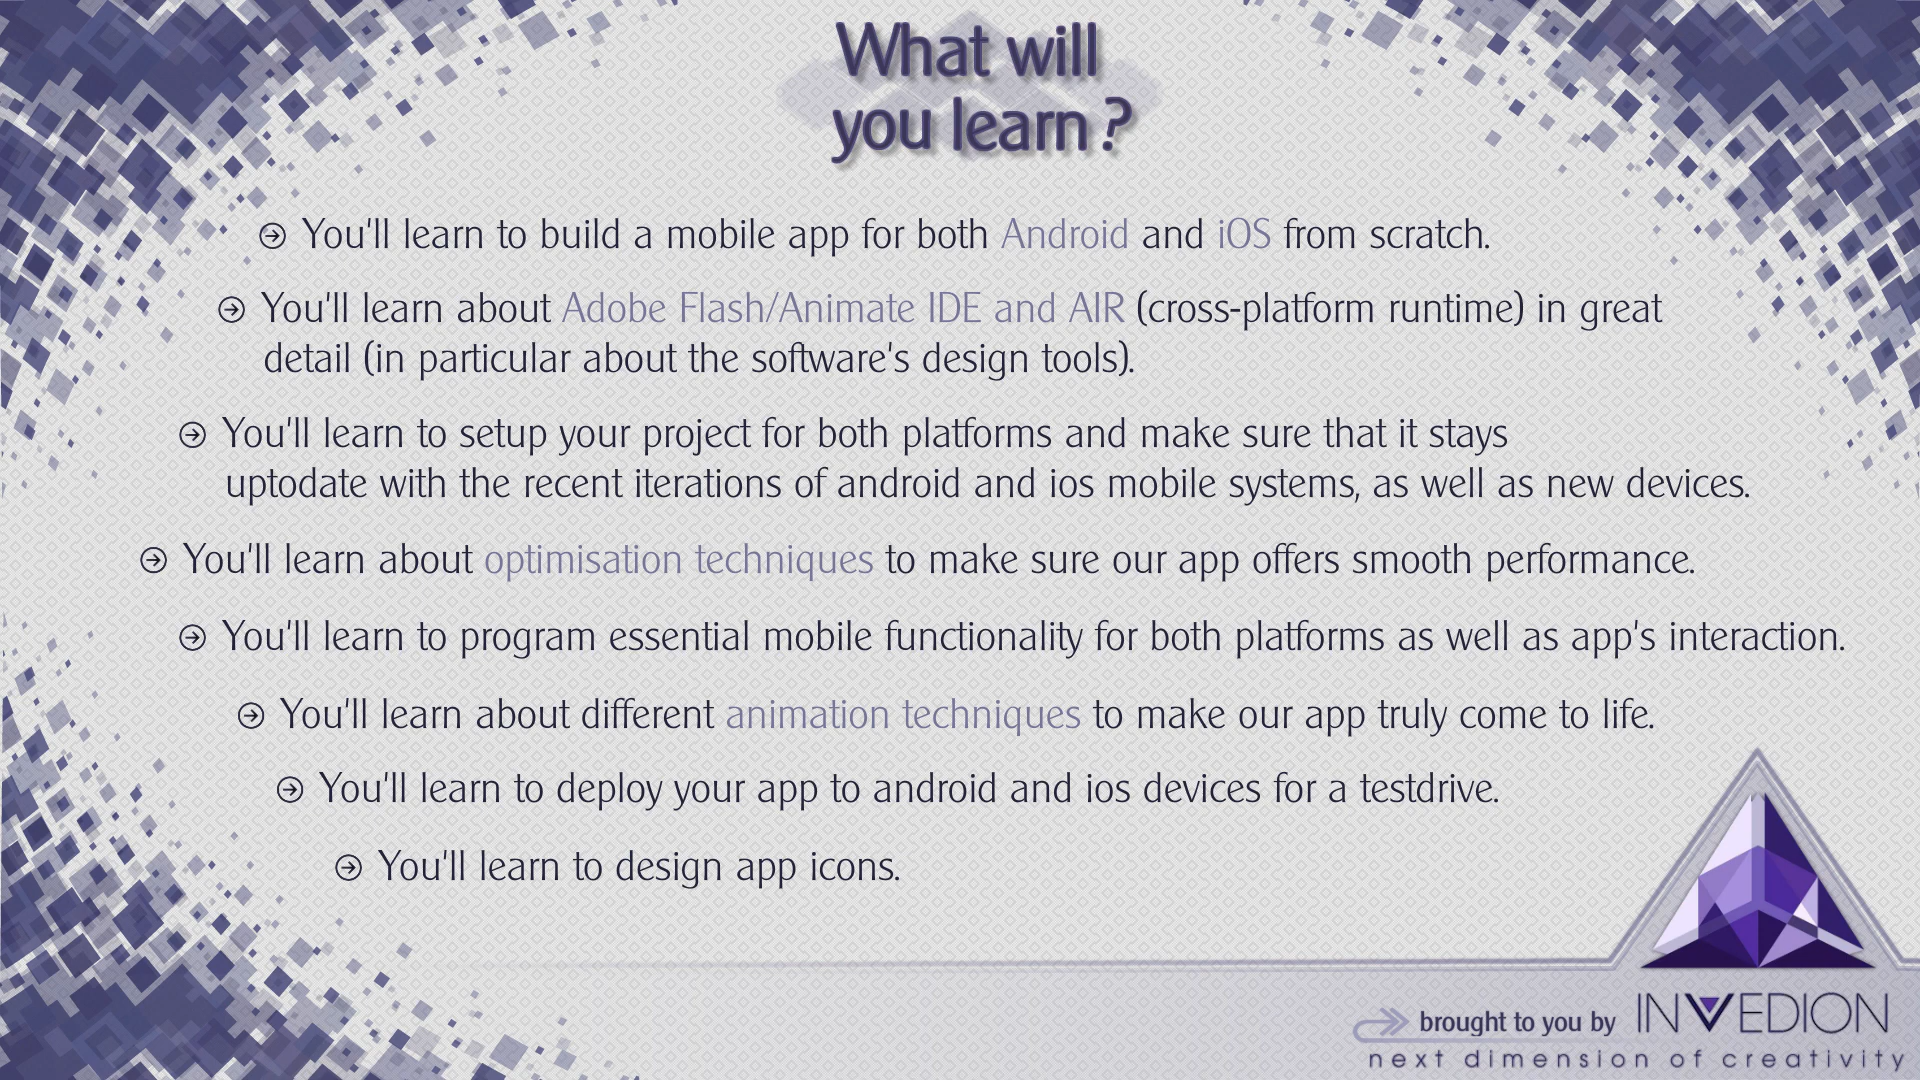 What will
you learn ?
You'll learn to build a mobile app for both Android and iOS from scratch.
You'll learn about Adobe Flash/Animate IDE and AIR (cross-platform runtime) in great
detail (in particular about the software's design tools).
You'll learn to setup your project for both platforms and make sure that it stays
uptodate with the recent iterations of android and ios mobile systems, as well as new devices.
You'll learn about optimisation techniques to make sure our app offers smooth performance.
You'll learn to program essential mobile functionality for both platforms as well as app's interaction.
You'll learn about different animation techniques to make our app truly come to life.
You'll learn to deploy your app to android and ios devices for a testdrive.
You'll learn to design app icons.
brought to you by INVEDION
next dimension of creativity